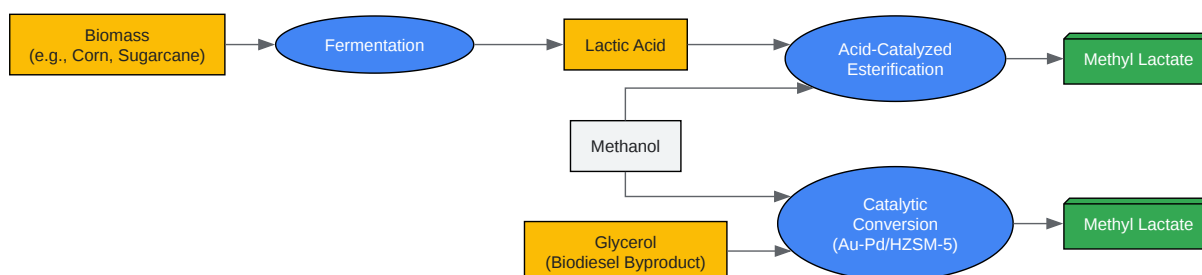 Biomass
(e.g., Corn, Sugarcane)
Fermentation
Lactic Acid
Acid-Catalyzed
Esterification
Methyl Lactate
Methanol
Glycerol
(Biodiesel Byproduct)
Catalytic
Conversion
(Au-Pd/HZSM-5)
Methyl Lactate